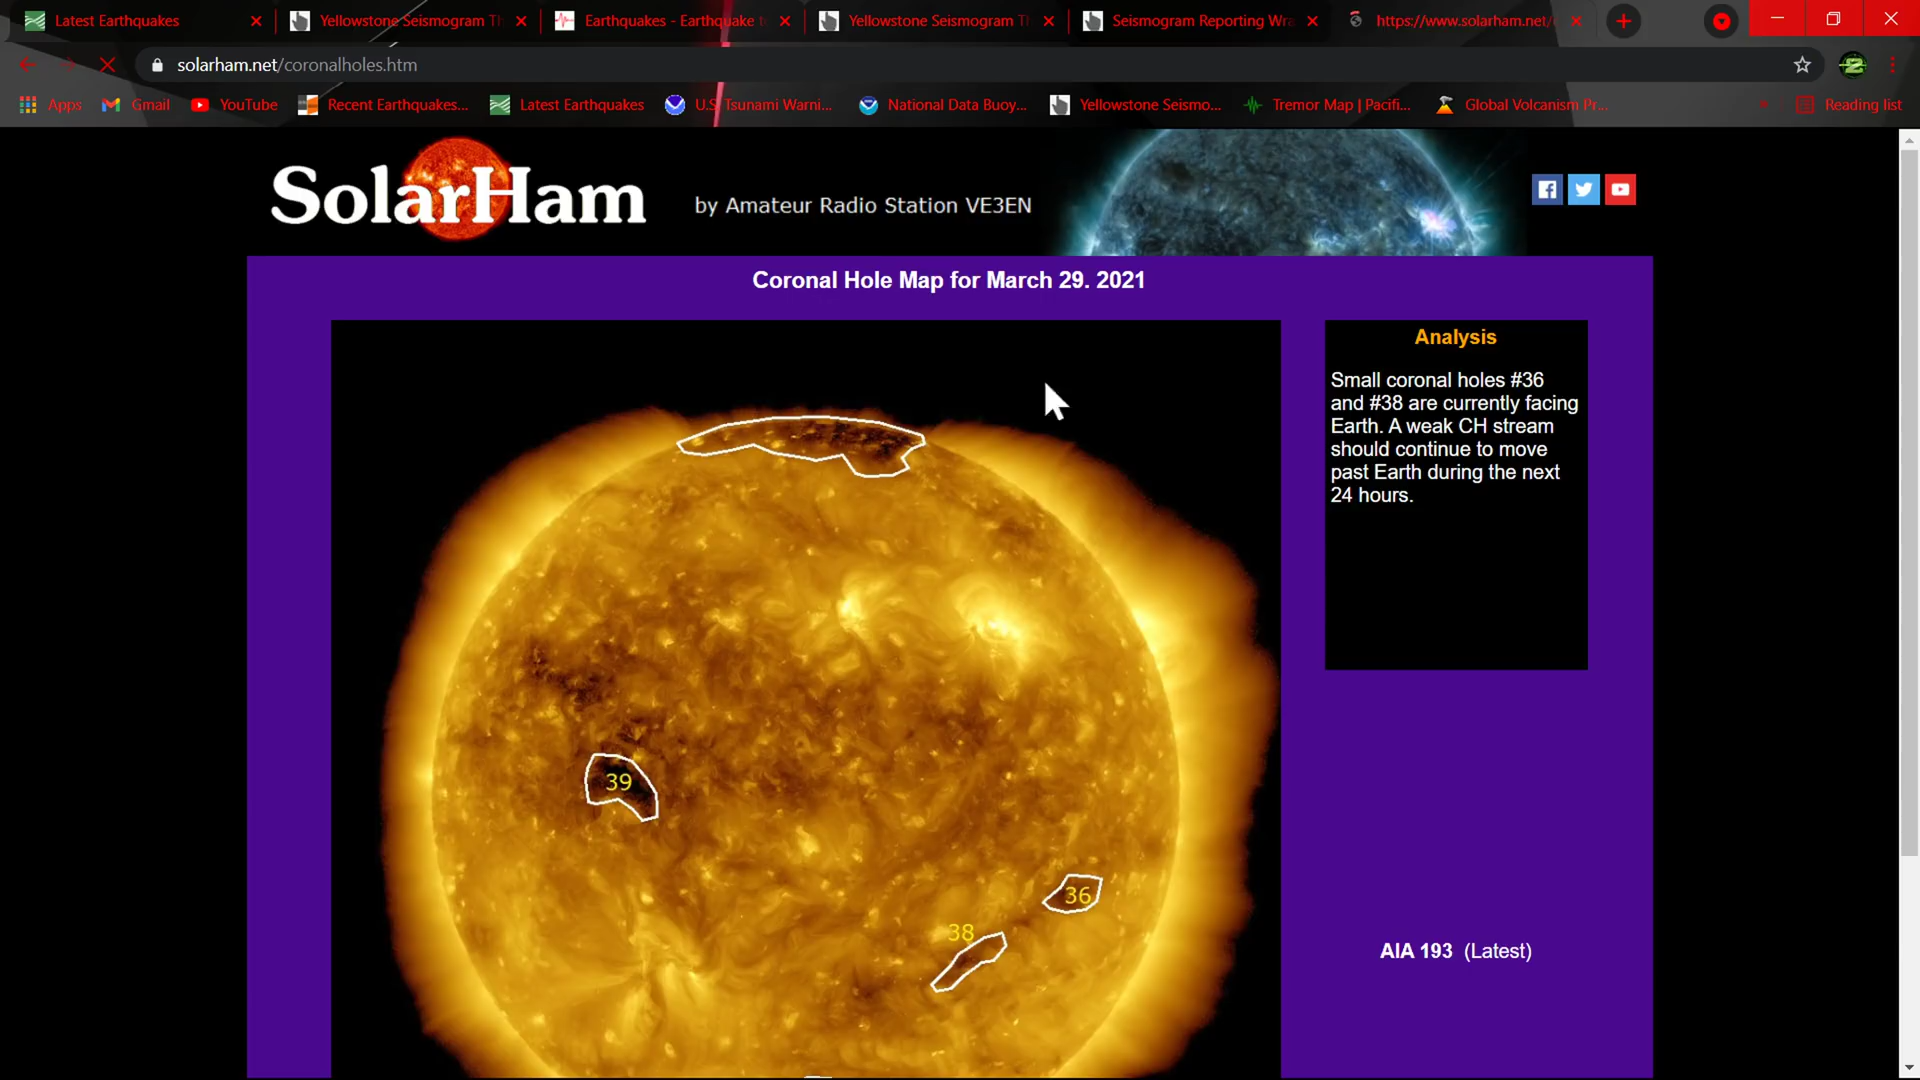 Latest Earthquakes
Yellowstone Seismogram Th
Earthquakes - Earthquake t
Yellowstone Seismogram Th
Seismogram Reporting Wra
https://www.solarham.net/
solarham.net/coronalholes.htm
Apps
Gmail
YouTube
Recent Earthquakes...
Latest Earthquakes
U.S. Tsunami Warni...
National Data Buoy...
Yellowstone Seismo...
Tremor Map | Pacifi...
Global Volcanism Pr...
Reading list
SolarHam
by Amateur Radio Station VE3EN
Coronal Hole Map for March 29. 2021
Analysis
Small coronal holes #36
and #38 are currently facing
Earth. A weak CH stream
should continue to move
past Earth during the next
24 hours.
39
36
38
AIA 193 (Latest)